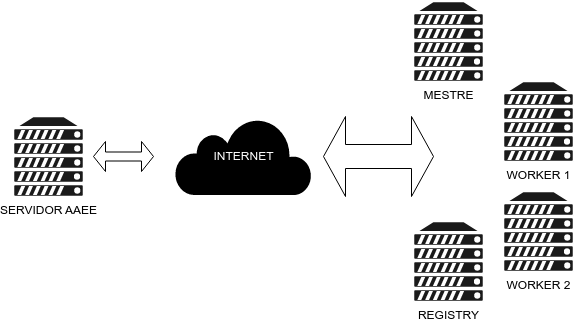 MESTRE
INTERNET
WORKER 1
SERVIDOR AAEE
WORKER 2
REGISTRY